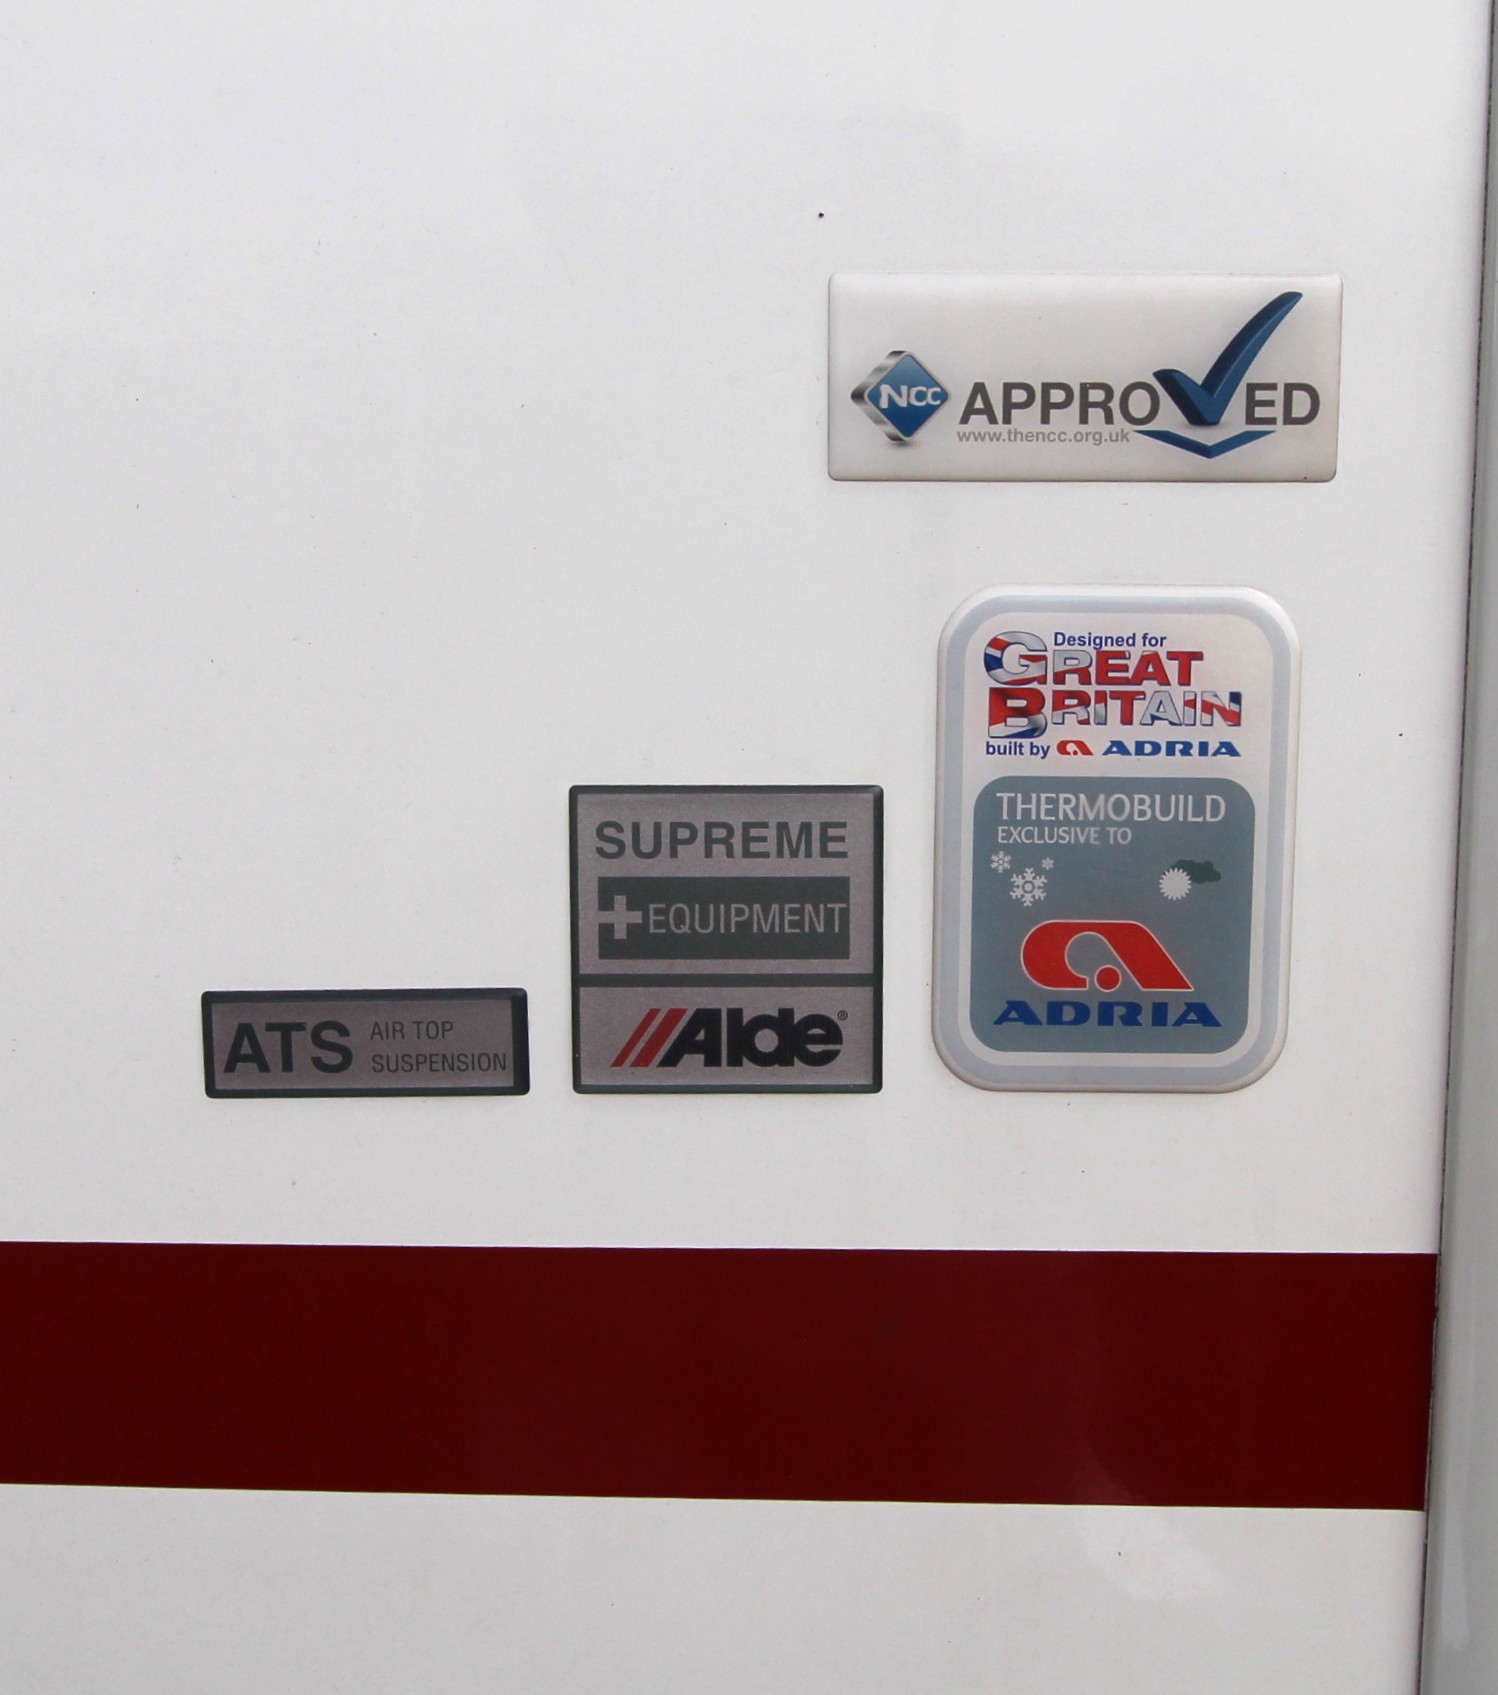 NCC APPROVED
www.thencc.org.uk
Designed for
GREAT
BRITAIN
built by ADRIA
THERMOBUILD
EXCLUSIVE TO
ADRIA
SUPREME
+EQUIPMENT
Alde®
ATS AIR TOP
SUSPENSION